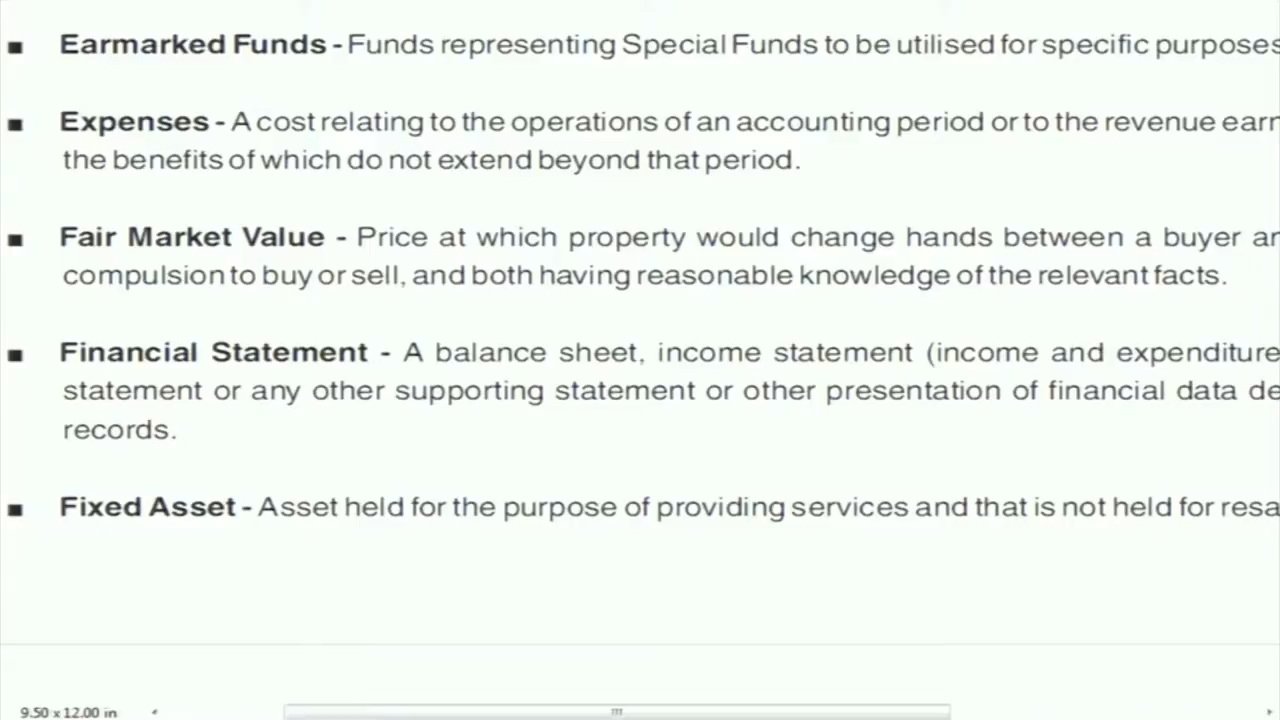 ■ Earmarked Funds - Funds representing Special Funds to be utilised for specific purposes
■ Expenses - A cost relating to the operations of an accounting period or to the revenue earn
the benefits of which do not extend beyond that period.
■ Fair Market Value - Price at which property would change hands between a buyer an
compulsion to buy or sell, and both having reasonable knowledge of the relevant facts.
■ Financial Statement - A balance sheet, income statement (income and expenditure
statement or any other supporting statement or other presentation of financial data de
records.
■ Fixed Asset - Asset held for the purpose of providing services and that is not held for resa
9.50 x 12.00 in